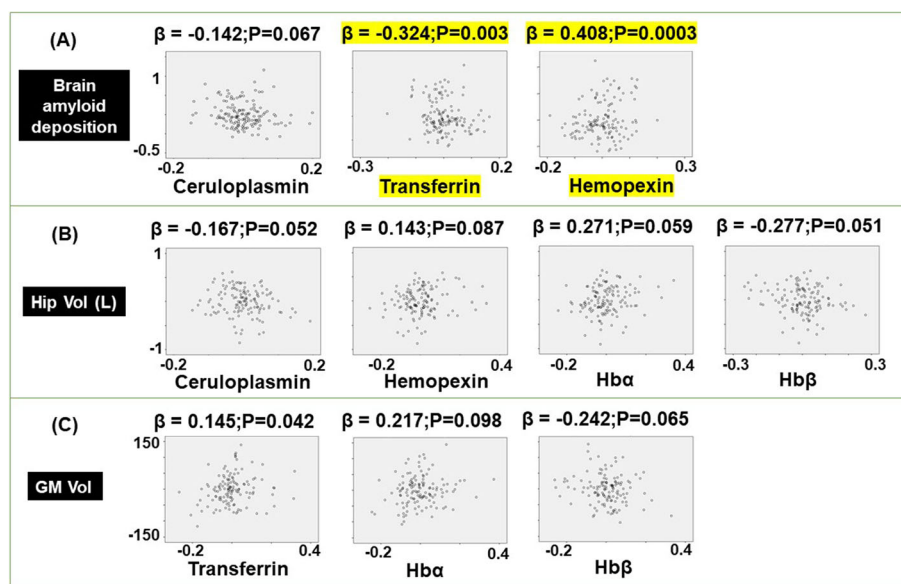 (A)
β = -0.142;P=0.067
β = -0.324;P=0.003
β = 0.408;P=0.0003
Brain
amyloid
deposition
1
-0.5
-0.2
0.2
Ceruloplasmin
-0.3
0.2
Transferrin
-0.2
0.3
Hemopexin
(B)
β = -0.167;P=0.052
β = 0.143;P=0.087
β = 0.271;P=0.059
β = -0.277;P=0.051
Hip Vol (L)
1
-1
-0.2
0.2
Ceruloplasmin
-0.2
0.4
Hemopexin
-0.2
0.4
Hbα
-0.3
0.3
Hbβ
(C)
β = 0.145;P=0.042
β = 0.217;P=0.098
β = -0.242;P=0.065
GM Vol
150
-150
-0.2
0.4
Transferrin
-0.2
0.4
Hbα
-0.2
0.4
Hbβ